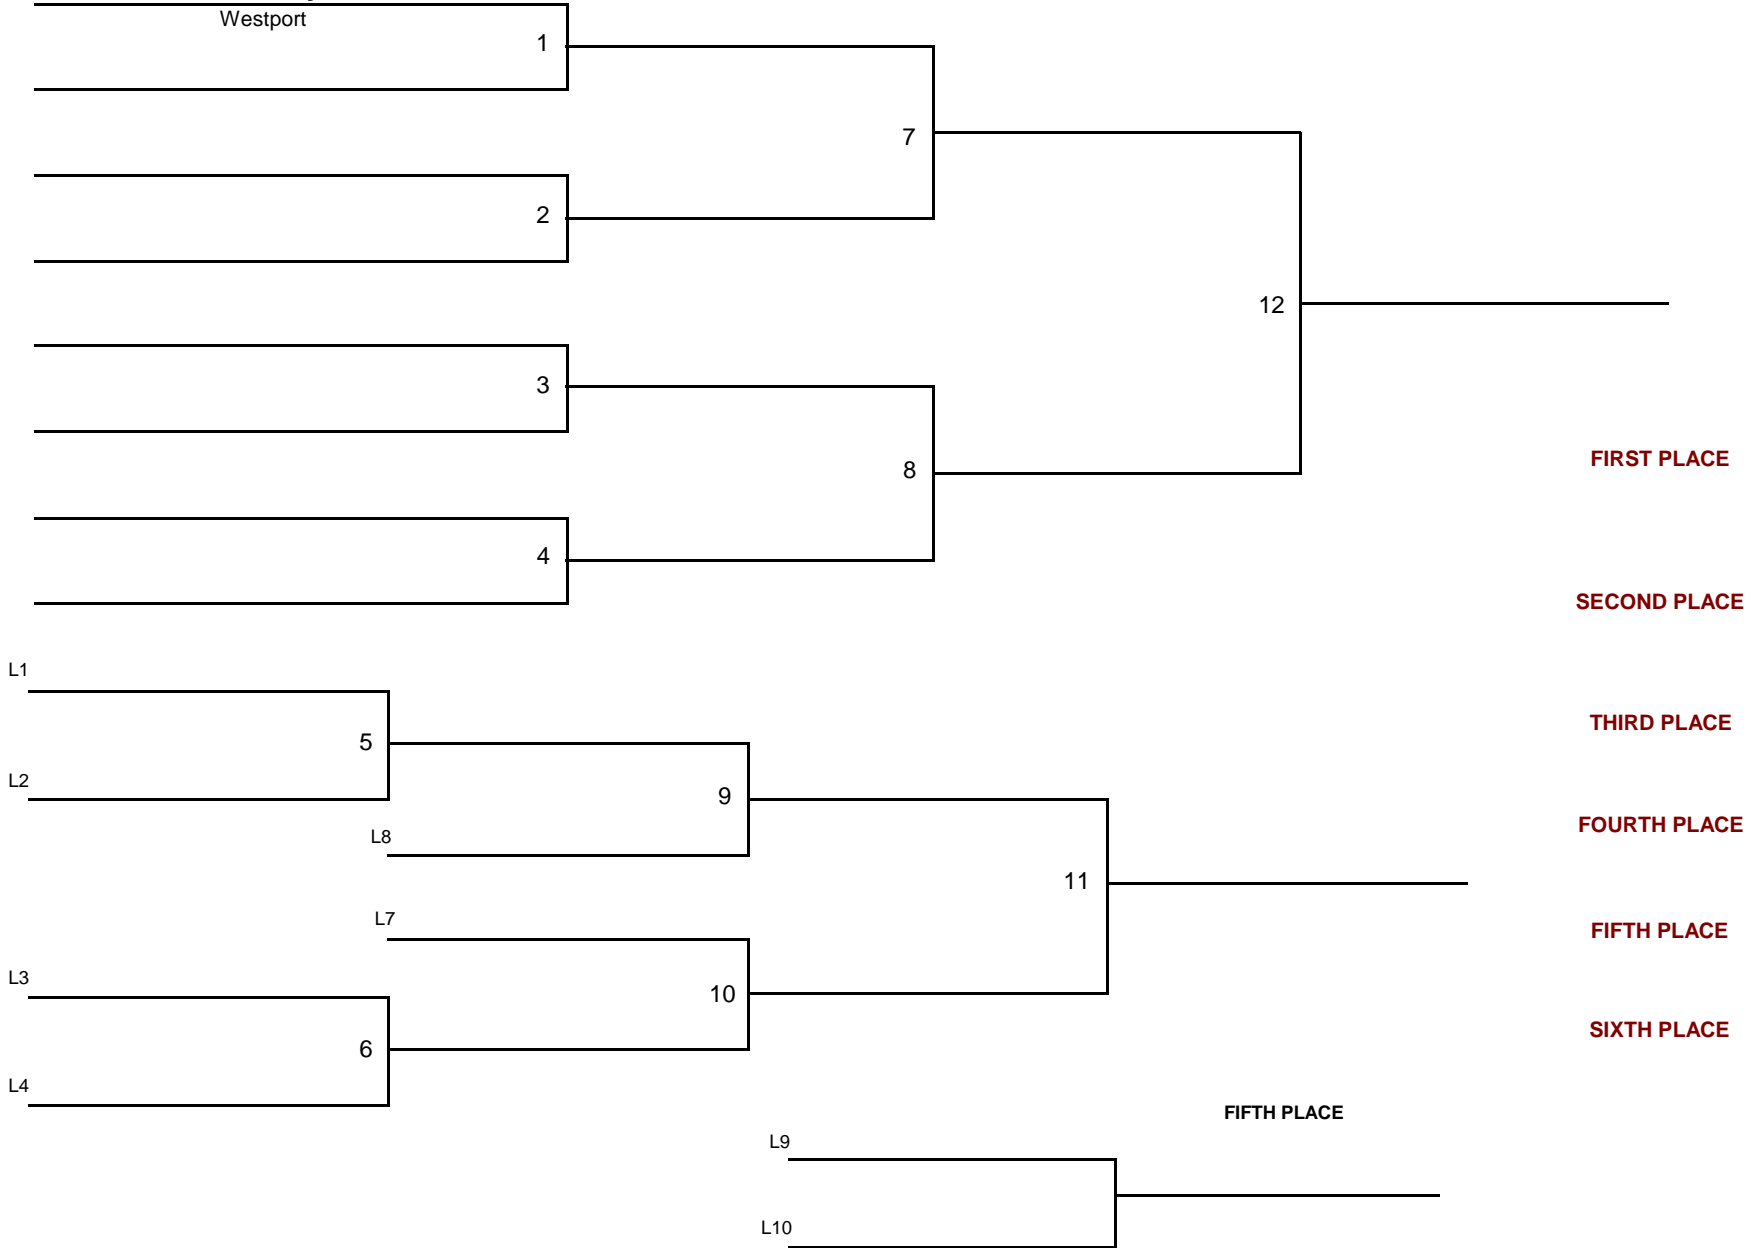 Westport
1
7
2
12
3
8
FIRST PLACE
4
SECOND PLACE
L1
THIRD PLACE
5
L2
9
L8
FOURTH PLACE
11
L7
FIFTH PLACE
L3
10
6
SIXTH PLACE
L4
FIFTH PLACE
L9
L10